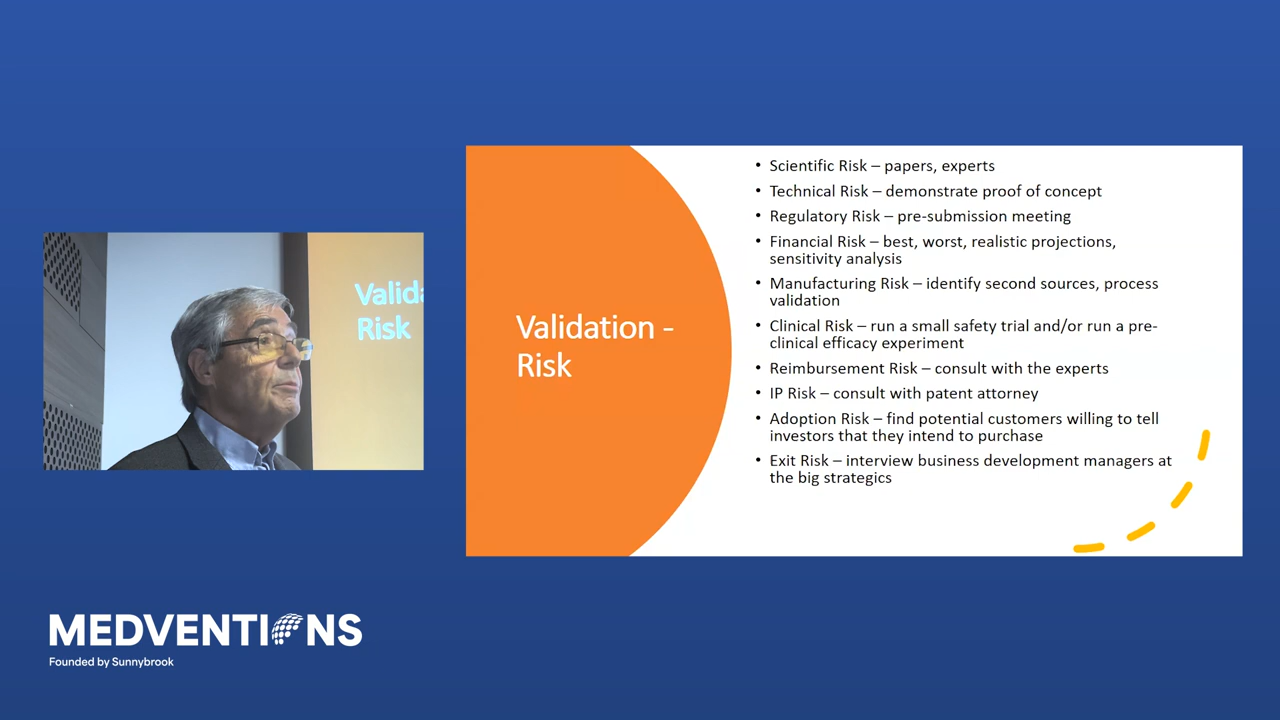 Valida
Risk
Validation -
Risk
• Scientific Risk – papers, experts
• Technical Risk – demonstrate proof of concept
• Regulatory Risk – pre-submission meeting
• Financial Risk – best, worst, realistic projections,
sensitivity analysis
• Manufacturing Risk – identify second sources, process
validation
• Clinical Risk – run a small safety trial and/or run a pre-
clinical efficacy experiment
• Reimbursement Risk – consult with the experts
• IP Risk – consult with patent attorney
• Adoption Risk – find potential customers willing to tell
investors that they intend to purchase
• Exit Risk – interview business development managers at
the big strategics
MEDVENTIONS
Founded by Sunnybrook